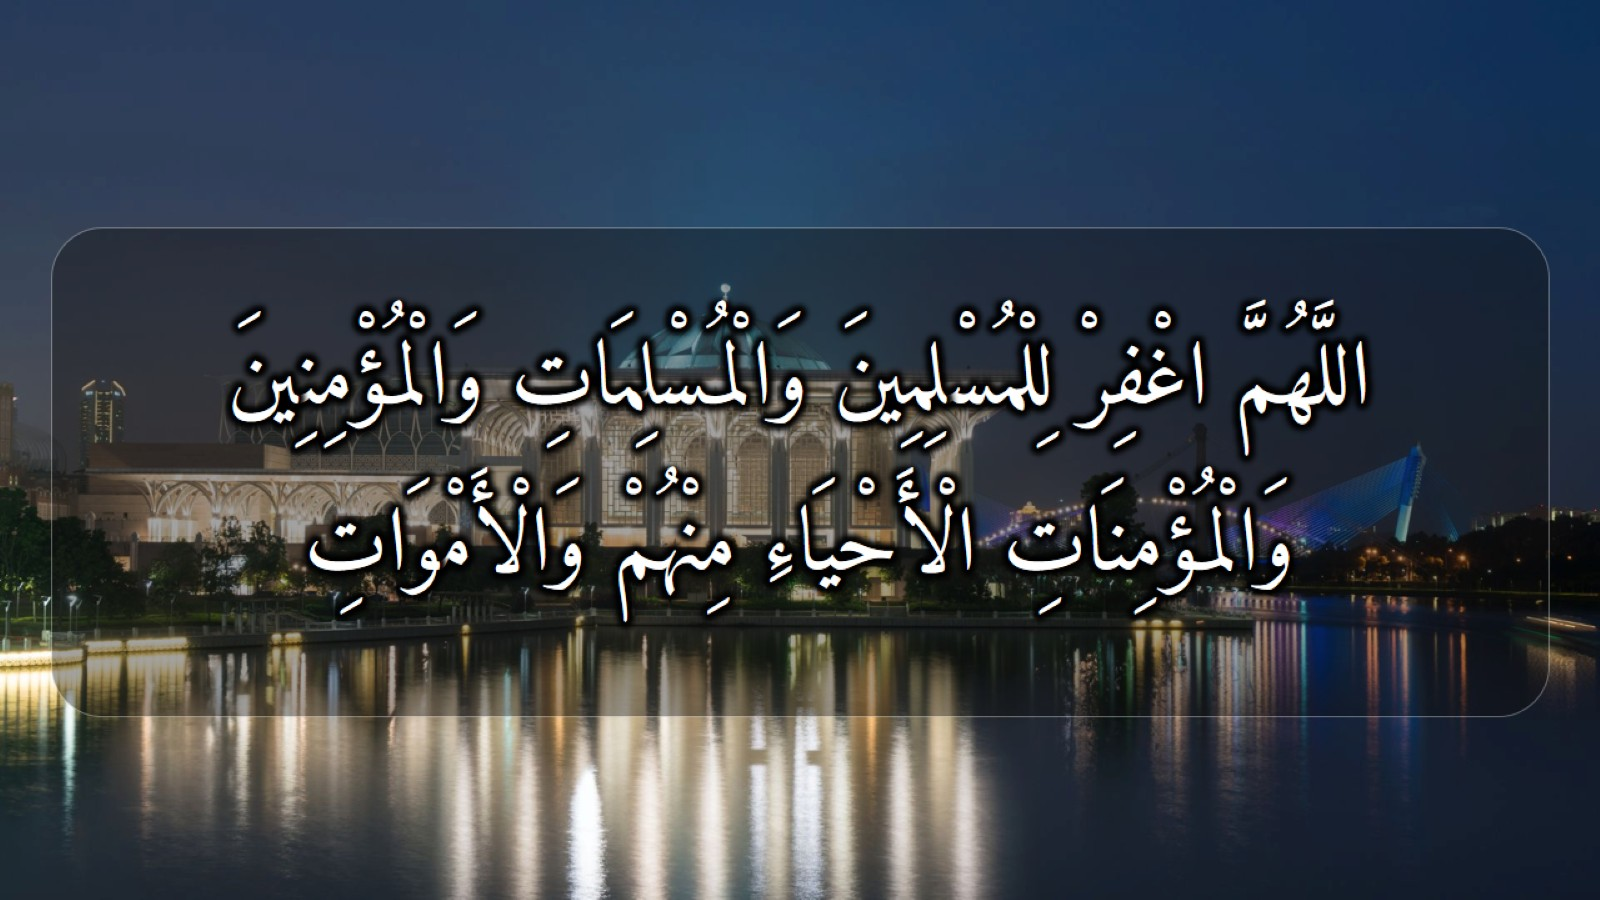 اللَّهُمَّ اغْفِرْ لِلْمُسْلِمِينَ وَالْمُسْلِمَاتِ وَالْمُؤْمِنِينَ
وَالْمُؤْمِنَاتِ الْأَحْيَاءِ مِنْهُمْ وَالْأَمْوَاتِ